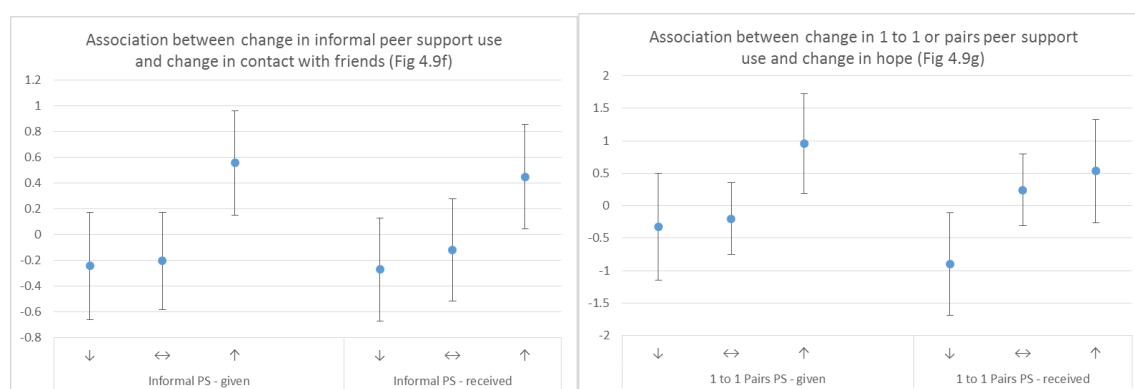 Association between change in informal peer support use
and change in contact with friends (Fig 4.9f)
1.2
1
0.8
0.6
0.4
0.2
0
-0.2
-0.4
-0.6
-0.8
↓ ↔ ↑ ↓ ↔ ↑
Informal PS - given Informal PS - received
Association between change in 1 to 1 or pairs peer support
use and change in hope (Fig 4.9g)
2
1.5
1
0.5
0
-0.5
-1
-1.5
-2
↓ ↔ ↑ ↓ ↔ ↑
1 to 1 Pairs PS - given 1 to 1 Pairs PS - received